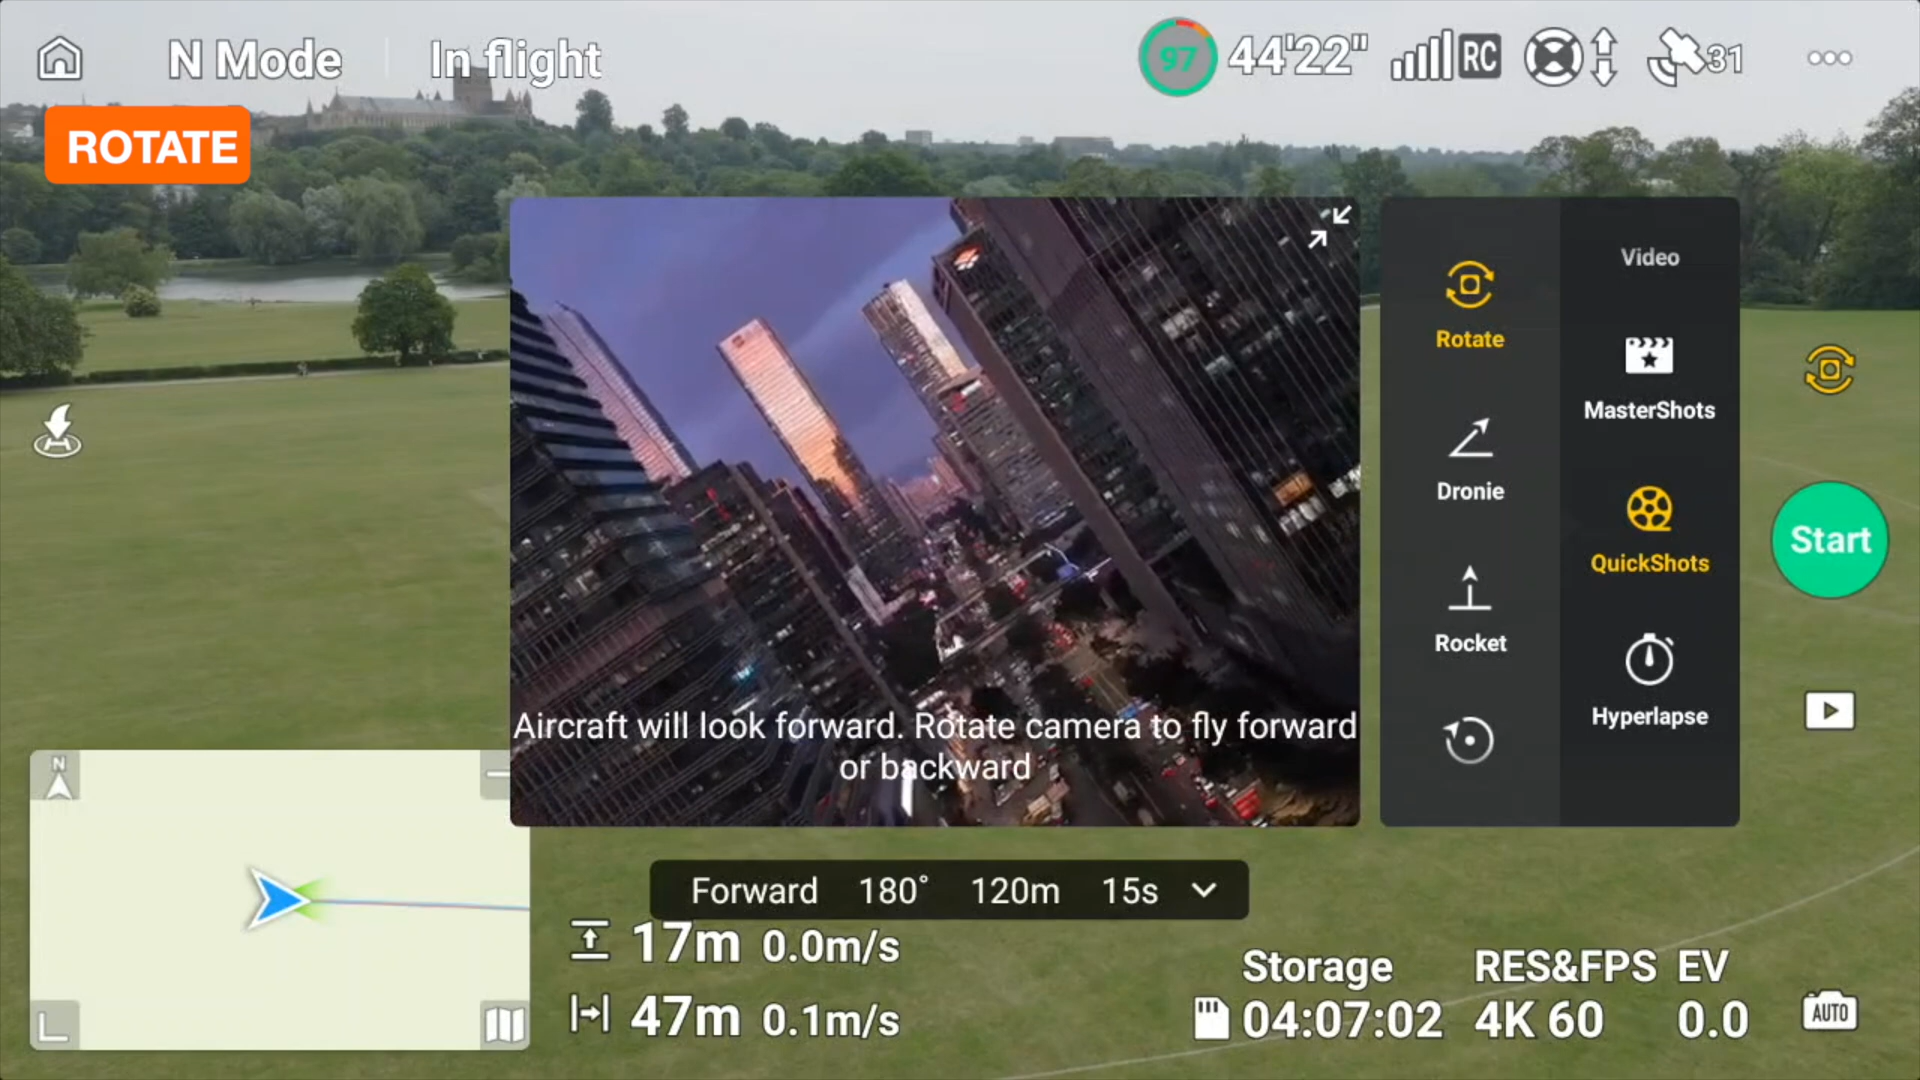 N Mode
In flight
97
44'22"
RC
31
ROTATE
Video
Rotate
MasterShots
Dronie
QuickShots
Start
Rocket
Hyperlapse
Aircraft will look forward. Rotate camera to fly forward
or backward
N
Forward 180° 120m 15s
17m 0.0m/s
47m 0.1m/s
Storage
04:07:02
RES&FPS
4K 60
EV
0.0
AUTO